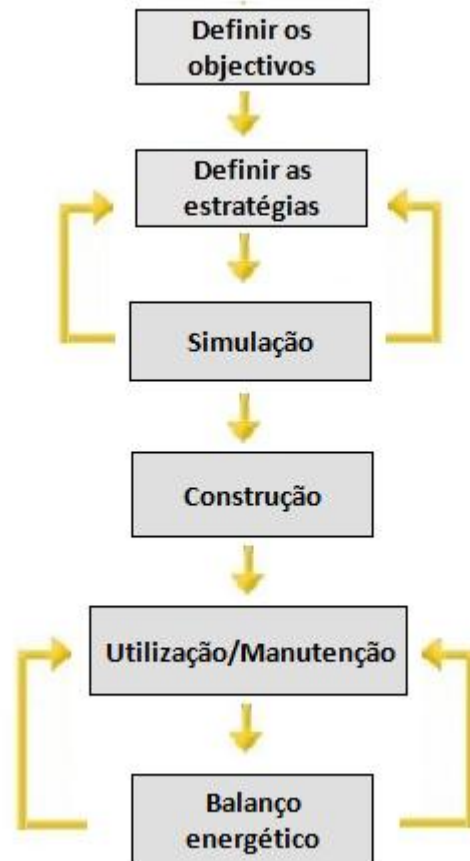 Definir os
objectivos
Definir as
estratégias
Simulação
Construção
Utilização/Manutenção
Balanço
energético